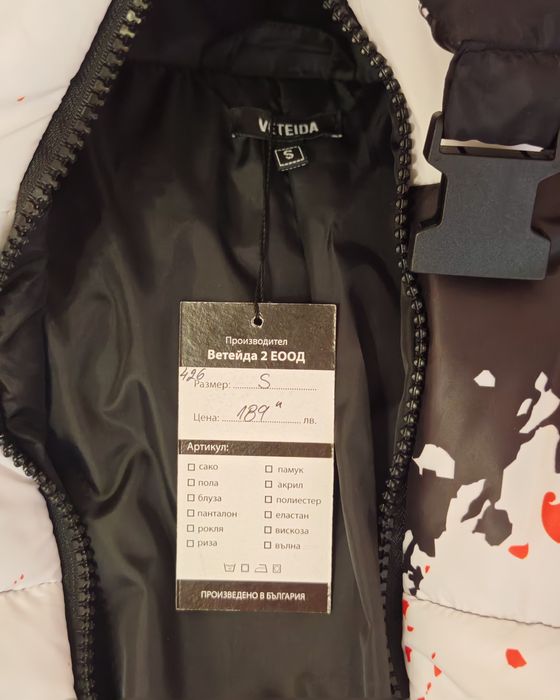 VETEIDA
S
Производител
Ветейда 2 ЕООД
426
Размер: S
Цена: 189 лв.
Артикул:
сако
памук
пола
акрил
блуза
полиестер
панталон
еластан
рокля
вискоза
риза
вълна
ПРОИЗВЕДЕНО В БЪЛГАРИЯ